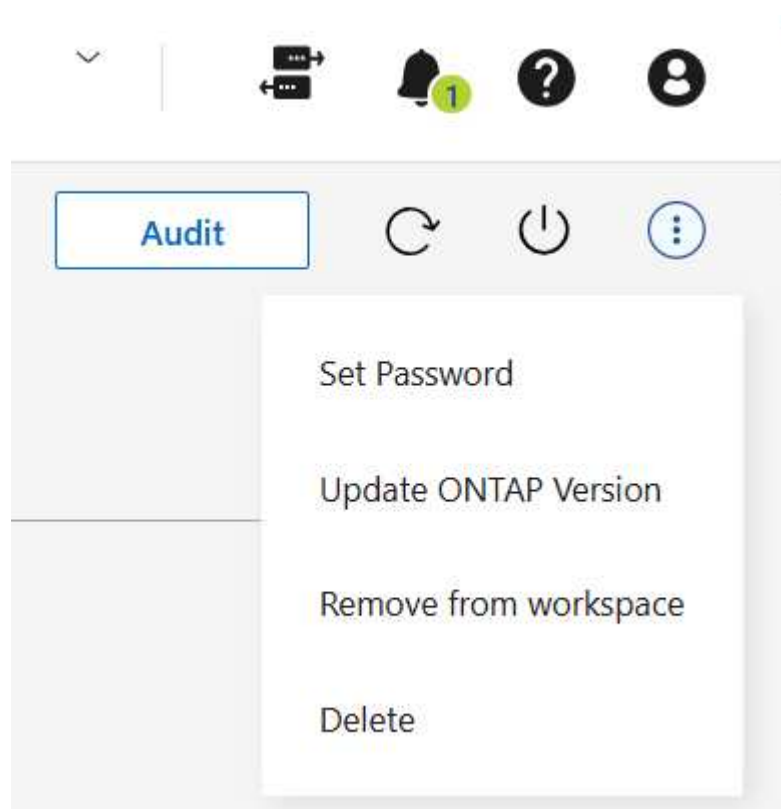 1
Audit
Set Password
Update ONTAP Version
Remove from workspace
Delete